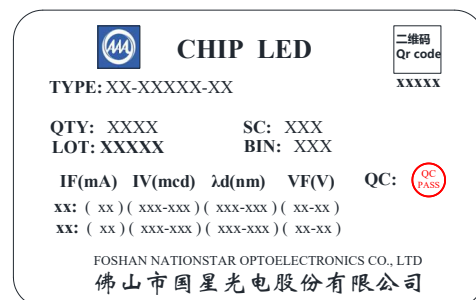 CHIP LED
二维码
Qr code
xxxxx
TYPE: XX-XXXXX-XX
QTY: XXXX SC: XXX
LOT: XXXXX BIN: XXX
IF(mA) IV(mcd) λd(nm) VF(V) QC: QC PASS
xx: ( xx ) ( xxx-xxx ) ( xxx-xxx ) ( xx-xx )
xx: ( xx ) ( xxx-xxx ) ( xxx-xxx ) ( xx-xx )
FOSHAN NATIONSTAR OPTOELECTRONICS CO., LTD
佛山市国星光电股份有限公司